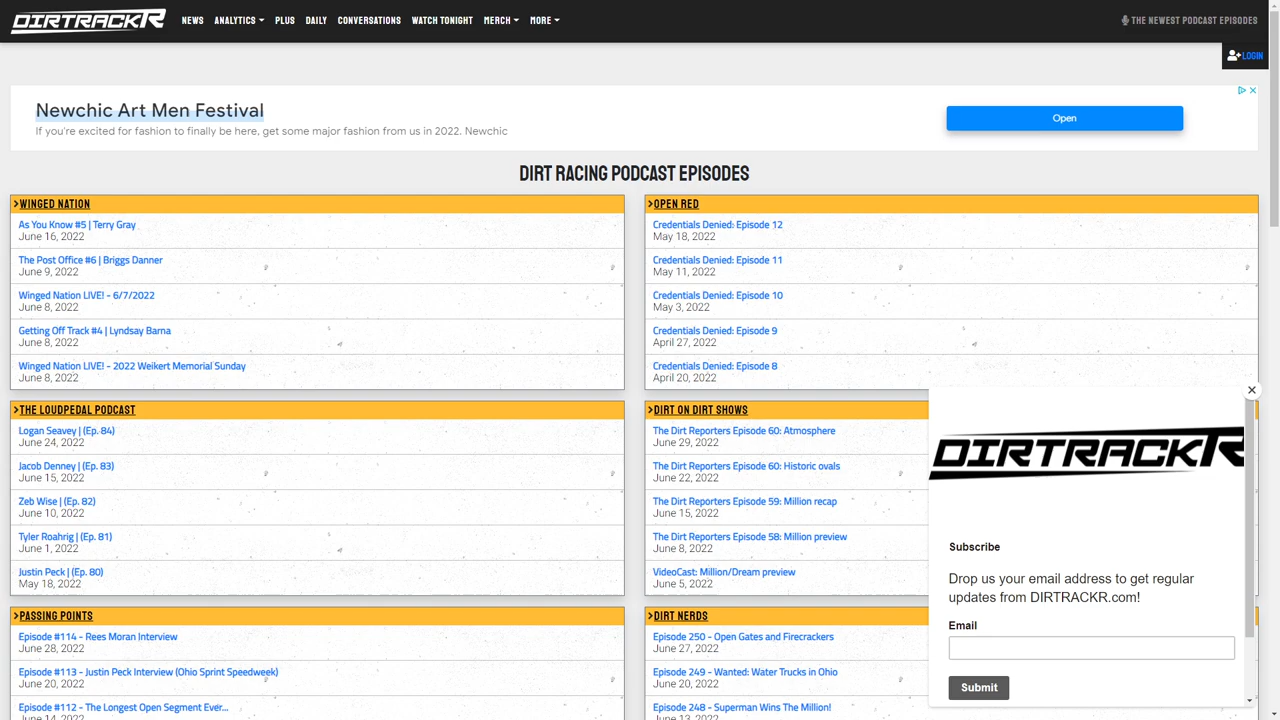 DIRTRACKR
NEWS ANALYTICS PLUS DAILY CONVERSATIONS WATCH TONIGHT MERCH MORE
THE NEWEST PODCAST EPISODES
LOGIN
Newchic Art Men Festival
If you're excited for fashion to finally be here, get some major fashion from us in 2022. Newchic
Open
DIRT RACING PODCAST EPISODES
>WINGED NATION
As You Know #5 | Terry Gray
June 16, 2022
The Post Office #6 | Briggs Danner
June 9, 2022
Winged Nation LIVE! - 6/7/2022
June 8, 2022
Getting Off Track #4 | Lyndsay Barna
June 8, 2022
Winged Nation LIVE! - 2022 Weikert Memorial Sunday
June 8, 2022
>OPEN RED
Credentials Denied: Episode 12
May 18, 2022
Credentials Denied: Episode 11
May 11, 2022
Credentials Denied: Episode 10
May 3, 2022
Credentials Denied: Episode 9
April 27, 2022
Credentials Denied: Episode 8
April 20, 2022
>THE LOUDPEDAL PODCAST
Logan Seavey | (Ep. 84)
June 24, 2022
Jacob Denney | (Ep. 83)
June 15, 2022
Zeb Wise | (Ep. 82)
June 10, 2022
Tyler Roahrig | (Ep. 81)
June 1, 2022
Justin Peck | (Ep. 80)
May 18, 2022
>DIRT ON DIRT SHOWS
The Dirt Reporters Episode 60: Atmosphere
June 29, 2022
The Dirt Reporters Episode 60: Historic ovals
June 22, 2022
The Dirt Reporters Episode 59: Million recap
June 15, 2022
The Dirt Reporters Episode 58: Million preview
June 8, 2022
VideoCast: Million/Dream preview
June 5, 2022
>PASSING POINTS
Episode #114 - Rees Moran Interview
June 28, 2022
Episode #113 - Justin Peck Interview (Ohio Sprint Speedweek)
June 20, 2022
Episode #112 - The Longest Open Segment Ever...
June 14, 2022
>DIRT NERDS
Episode 250 - Open Gates and Firecrackers
June 27, 2022
Episode 249 - Wanted: Water Trucks in Ohio
June 20, 2022
Episode 248 - Superman Wins The Million!
June 13, 2022
DIRTRACKR
Subscribe
Drop us your email address to get regular
updates from DIRTRACKR.com!
Email
Submit